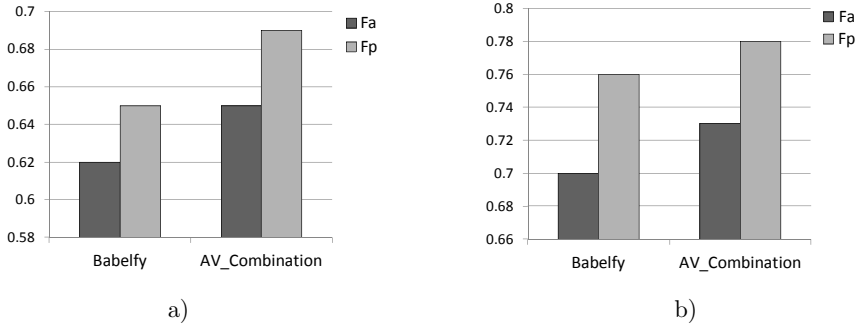 0.7
0.68
0.66
0.64
0.62
0.6
0.58
Babelfy AV_Combination
Fa
Fp
a)
0.8
0.78
0.76
0.74
0.72
0.7
0.68
0.66
Babelfy AV_Combination
Fa
Fp
b)